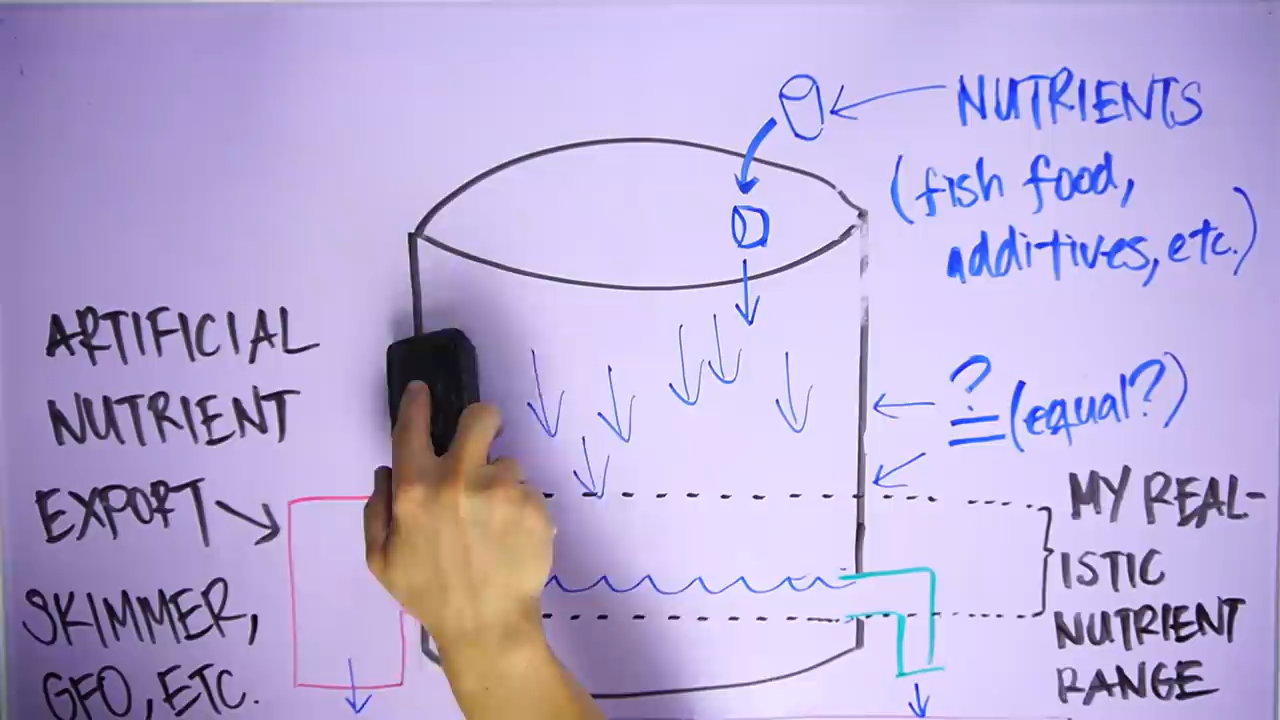 NUTRIENTS
(fish food,
additives, etc.)
ARTIFICIAL
NUTRIENT
EXPORT
SKIMMER,
GFO, ETC.
? = (equal?)
MY REAL-
ISTIC
NUTRIENT
RANGE